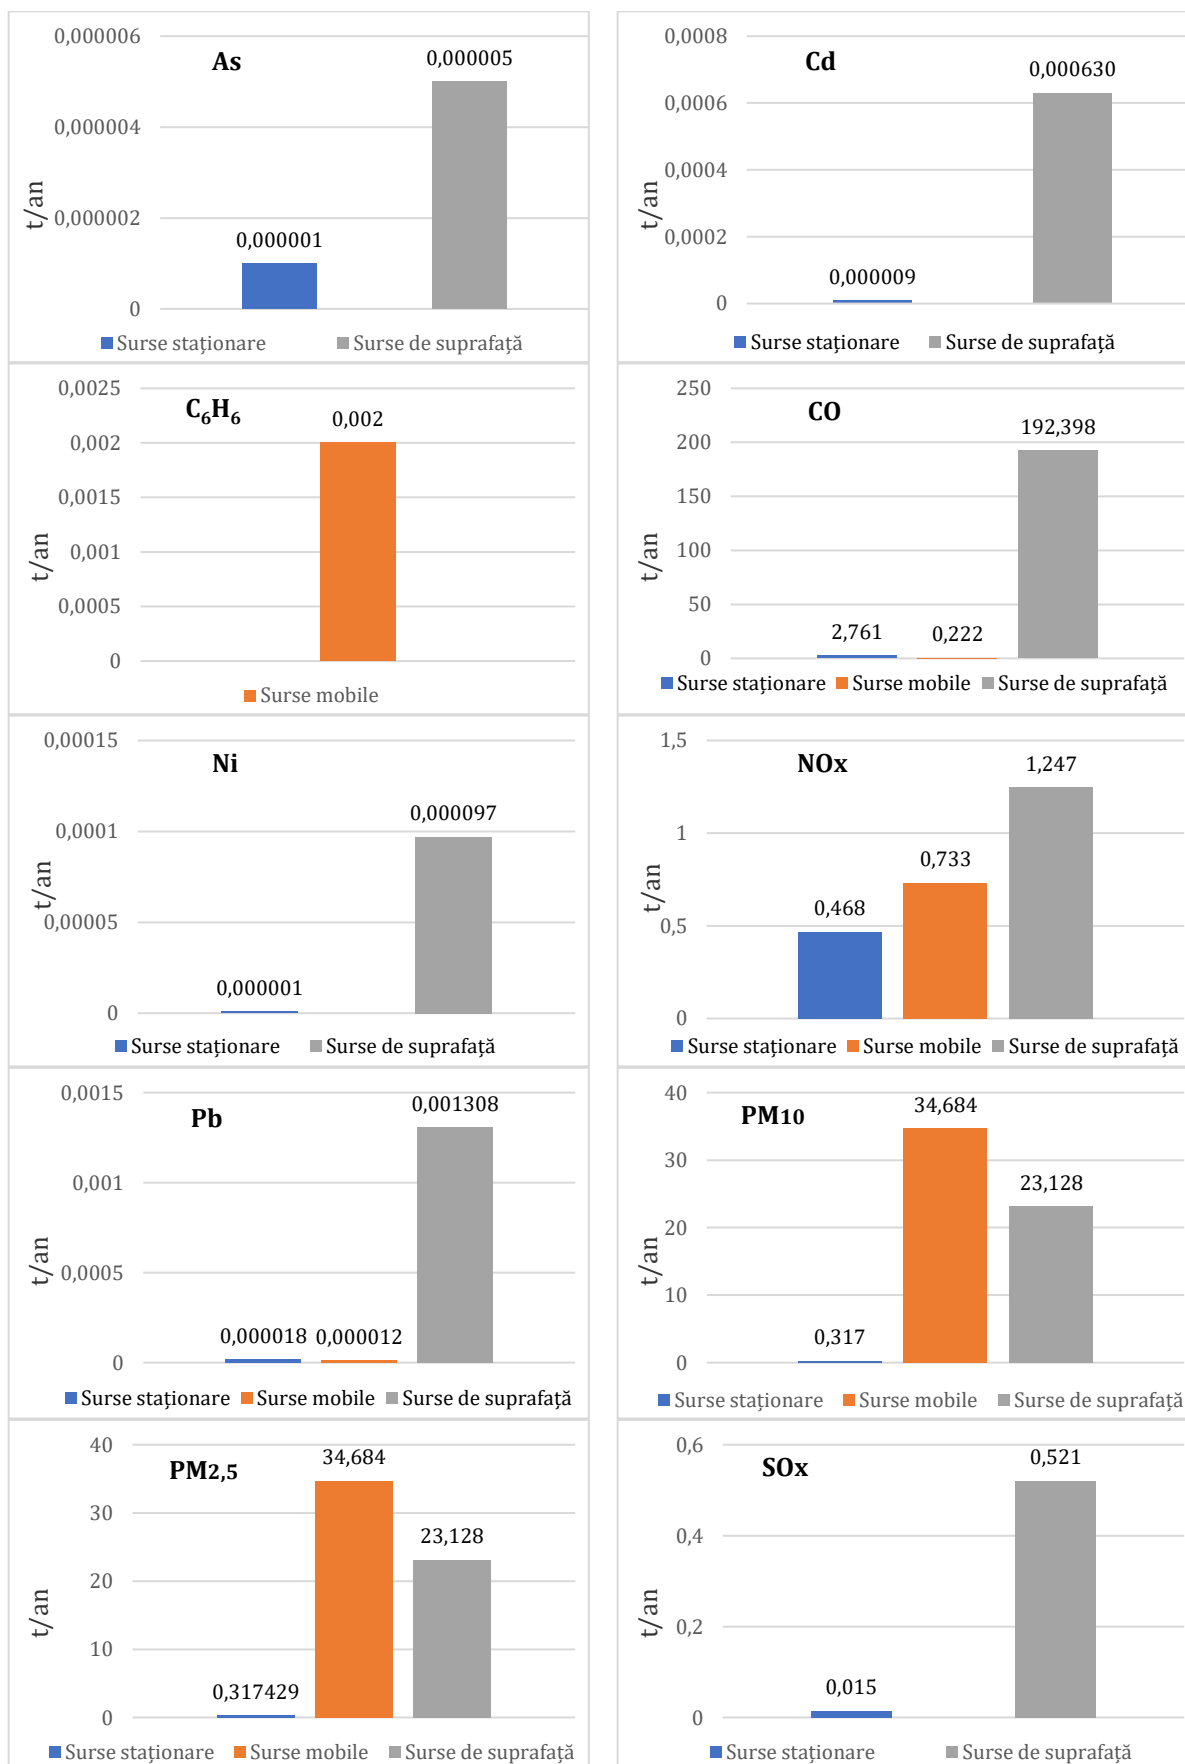 As
t/an
0,000006
0,000004
0,000002
0
0,000001
0,000005
Surse staționare Surse de suprafață
Cd
t/an
0,0008
0,0006
0,0004
0,0002
0
0,000009
0,000630
Surse staționare Surse de suprafață
C₆H₆
t/an
0,0025
0,002
0,0015
0,001
0,0005
0
0,002
Surse mobile
CO
t/an
250
200
150
100
50
0
2,761
0,222
192,398
Surse staționare Surse mobile Surse de suprafață
Ni
t/an
0,00015
0,0001
0,00005
0
0,000001
0,000097
Surse staționare Surse de suprafață
NOx
t/an
1,5
1
0,5
0
0,468
0,733
1,247
Surse staționare Surse mobile Surse de suprafață
Pb
t/an
0,0015
0,001
0,0005
0
0,000018
0,000012
0,001308
Surse staționare Surse mobile Surse de suprafață
PM10
t/an
40
30
20
10
0
0,317
34,684
23,128
Surse staționare Surse mobile Surse de suprafață
PM2,5
t/an
40
30
20
10
0
0,317429
34,684
23,128
Surse staționare Surse mobile Surse de suprafață
SOx
t/an
0,6
0,4
0,2
0
0,015
0,521
Surse staționare Surse de suprafață